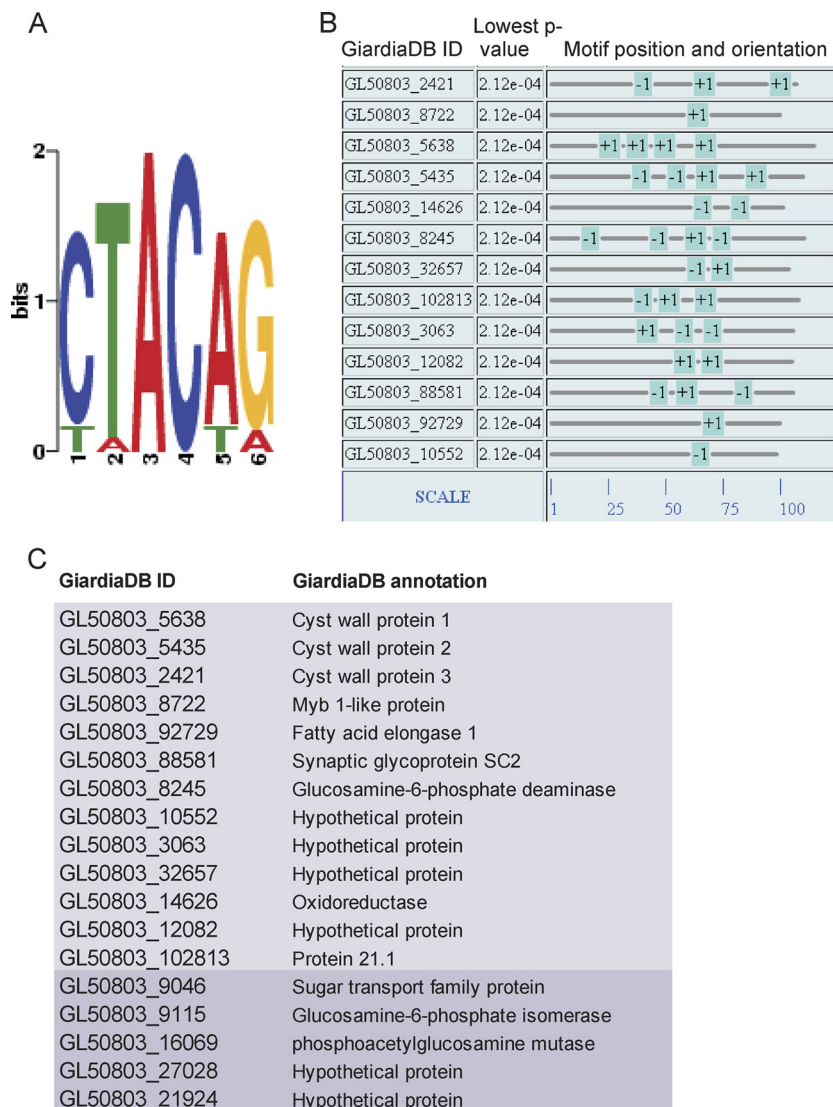 A
bits
2
1
0
C T A C A G
T A T A
1 2 3 4 5 6
B
GiardiaDB ID Lowest p-value Motif position and orientation
GL50803_2421 2.12e-04 -1 +1 +1
GL50803_8722 2.12e-04 +1
GL50803_5638 2.12e-04 +1 +1 +1 +1
GL50803_5435 2.12e-04 -1 -1 +1 +1
GL50803_14626 2.12e-04 -1 -1
GL50803_8245 2.12e-04 -1 -1 +1 -1
GL50803_32657 2.12e-04 -1 +1
GL50803_102813 2.12e-04 -1 +1 +1
GL50803_3063 2.12e-04 +1 -1 -1
GL50803_12082 2.12e-04 +1 +1
GL50803_88581 2.12e-04 -1 +1 -1
GL50803_92729 2.12e-04 +1
GL50803_10552 2.12e-04 -1
SCALE 1 25 50 75 100
C
GiardiaDB ID GiardiaDB annotation
GL50803_5638 Cyst wall protein 1
GL50803_5435 Cyst wall protein 2
GL50803_2421 Cyst wall protein 3
GL50803_8722 Myb 1-like protein
GL50803_92729 Fatty acid elongase 1
GL50803_88581 Synaptic glycoprotein SC2
GL50803_8245 Glucosamine-6-phosphate deaminase
GL50803_10552 Hypothetical protein
GL50803_3063 Hypothetical protein
GL50803_32657 Hypothetical protein
GL50803_14626 Oxidoreductase
GL50803_12082 Hypothetical protein
GL50803_102813 Protein 21.1
GL50803_9046 Sugar transport family protein
GL50803_9115 Glucosamine-6-phosphate isomerase
GL50803_16069 phosphoacetylglucosamine mutase
GL50803_27028 Hypothetical protein
GL50803_21924 Hypothetical protein